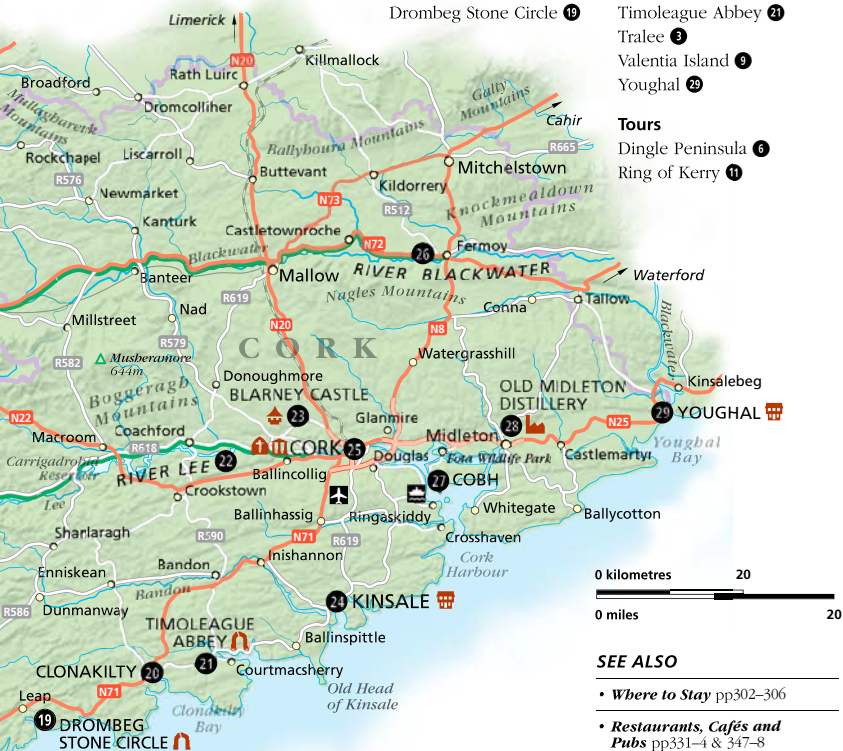 Drombeg Stone Circle 19
Timoleague Abbey 21
Tralee 3
Valentia Island 9
Youghal 29
Tours
Dingle Peninsula 6
Ring of Kerry 11
Limerick
N20
Killmallock
Rath Luirc
Broadford
Dromcolliher
Mullagharerk
Mountains
Galty
Mountains
Cahir
Ballyhoura Mountains
R665
Rockchapel
Liscarroll
Mitchelstown
R576
Buttevant
Kildorrery
Newmarket
N73
R512
Knockmealdown
Mountains
Kanturk
Castletownroche
N72
26
Fermoy
Blackwater
RIVER BLACKWATER
Waterford
Banteer
Mallow
Nagles Mountains
Conna
Tallow
R619
Nad
Millstreet
N20
N8
Blackwater
R579
CORK
R582
Musheramore
644m
Watergrasshill
Donoughmore
Kinsalebeg
Boggeragh
Mountains
BLARNEY CASTLE
23
OLD MIDLETON
DISTILLERY
28
N22
Glanmire
N25
29 YOUGHAL
Macroom
Coachford
R618
CORK 25
Midleton
Youghal
Bay
Carrigadrohid
Reservoir
RIVER LEE 22
Ballincollig
Douglas
Fota Wildlife Park
Castlemartyr
Lee
Crookstown
27 COBH
Whitegate
Ballycotton
Ballinhassig
Ringaskiddy
Sharlaragh
R590
N71
R619
Crosshaven
Inishannon
Cork
Harbour
Enniskean
Bandon
Bandon
R586
Dunmanway
24 KINSALE
0 kilometres 20
0 miles 20
TIMOLEAGUE
ABBEY
Ballinspittle
21
Courtmacsherry
CLONAKILTY 20
N71
Old Head
of Kinsale
Leap
Clonakilty
Bay
19 DROMBEG
STONE CIRCLE
SEE ALSO
• Where to Stay pp302–306
• Restaurants, Cafés and
Pubs pp331–4 & 347–8